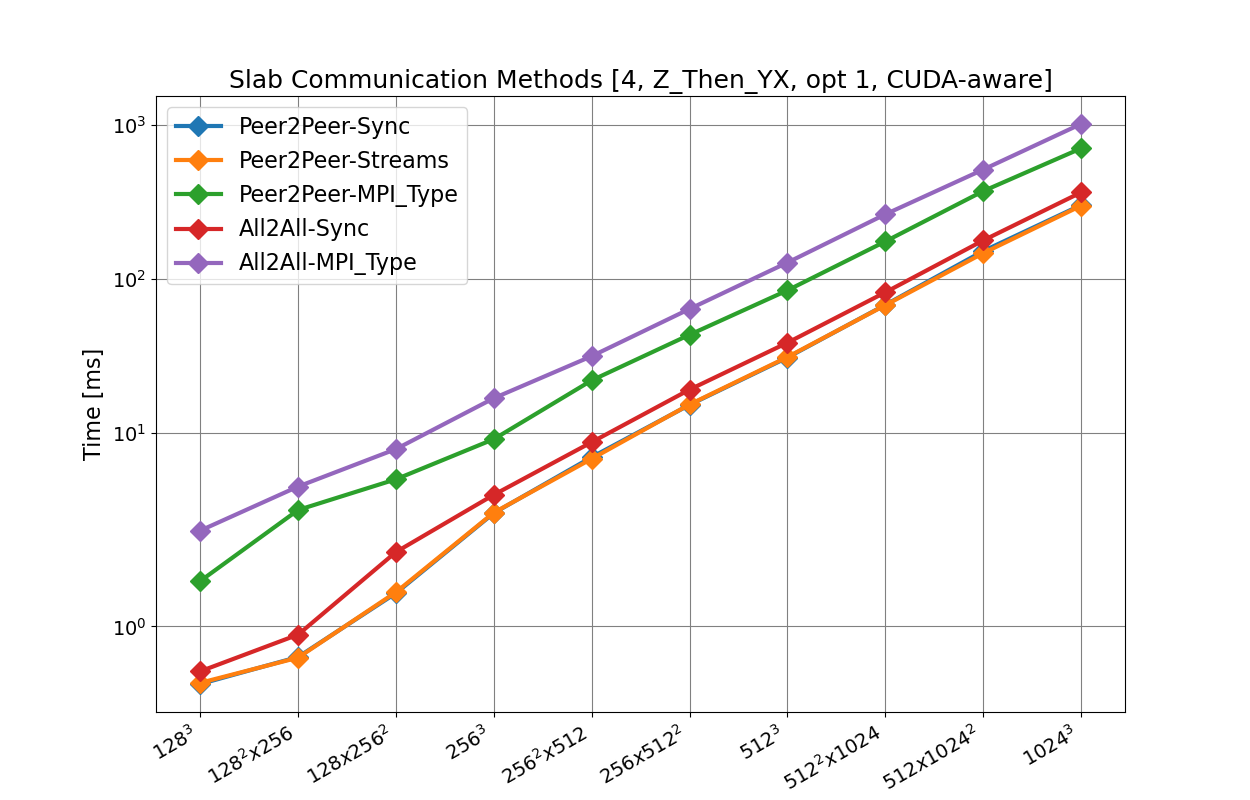 Slab Communication Methods [4, Z_Then_YX, opt 1, CUDA-aware]
Peer2Peer-Sync
Peer2Peer-Streams
Peer2Peer-MPI_Type
All2All-Sync
All2All-MPI_Type
Time [ms]
10³
10²
10¹
10⁰
128³
128²x256
128x256²
256³
256²x512
256x512²
512³
512²x1024
512x1024²
1024³